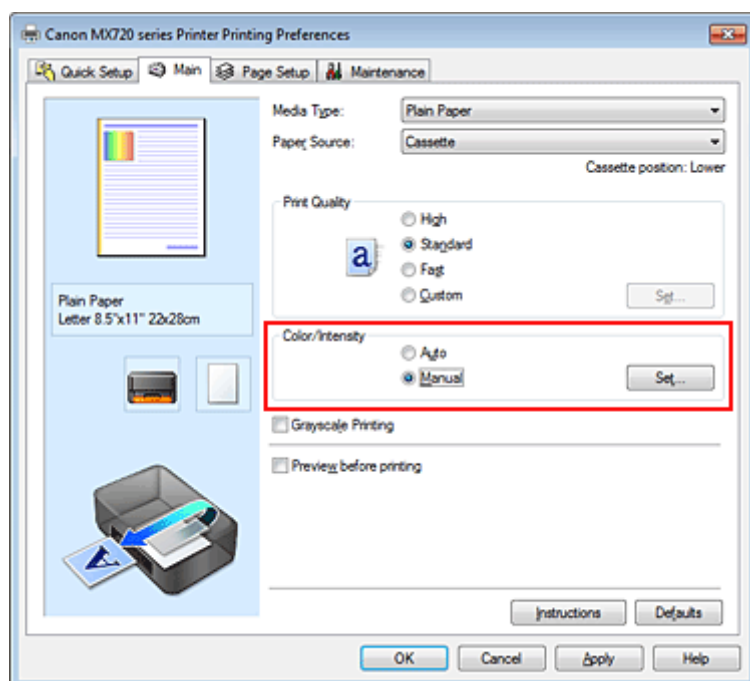 Canon MX720 series Printer Printing Preferences
Quick Setup Main Page Setup Maintenance
Media Type: Plain Paper
Paper Source: Cassette
Cassette position: Lower
Print Quality
High
a Standard
Fast
Custom Set...
Plain Paper
Letter 8.5"x11" 22x28cm
Color/Intensity
Auto
Manual Set...
Grayscale Printing
Preview before printing
A
Instructions Defaults
OK Cancel Apply Help